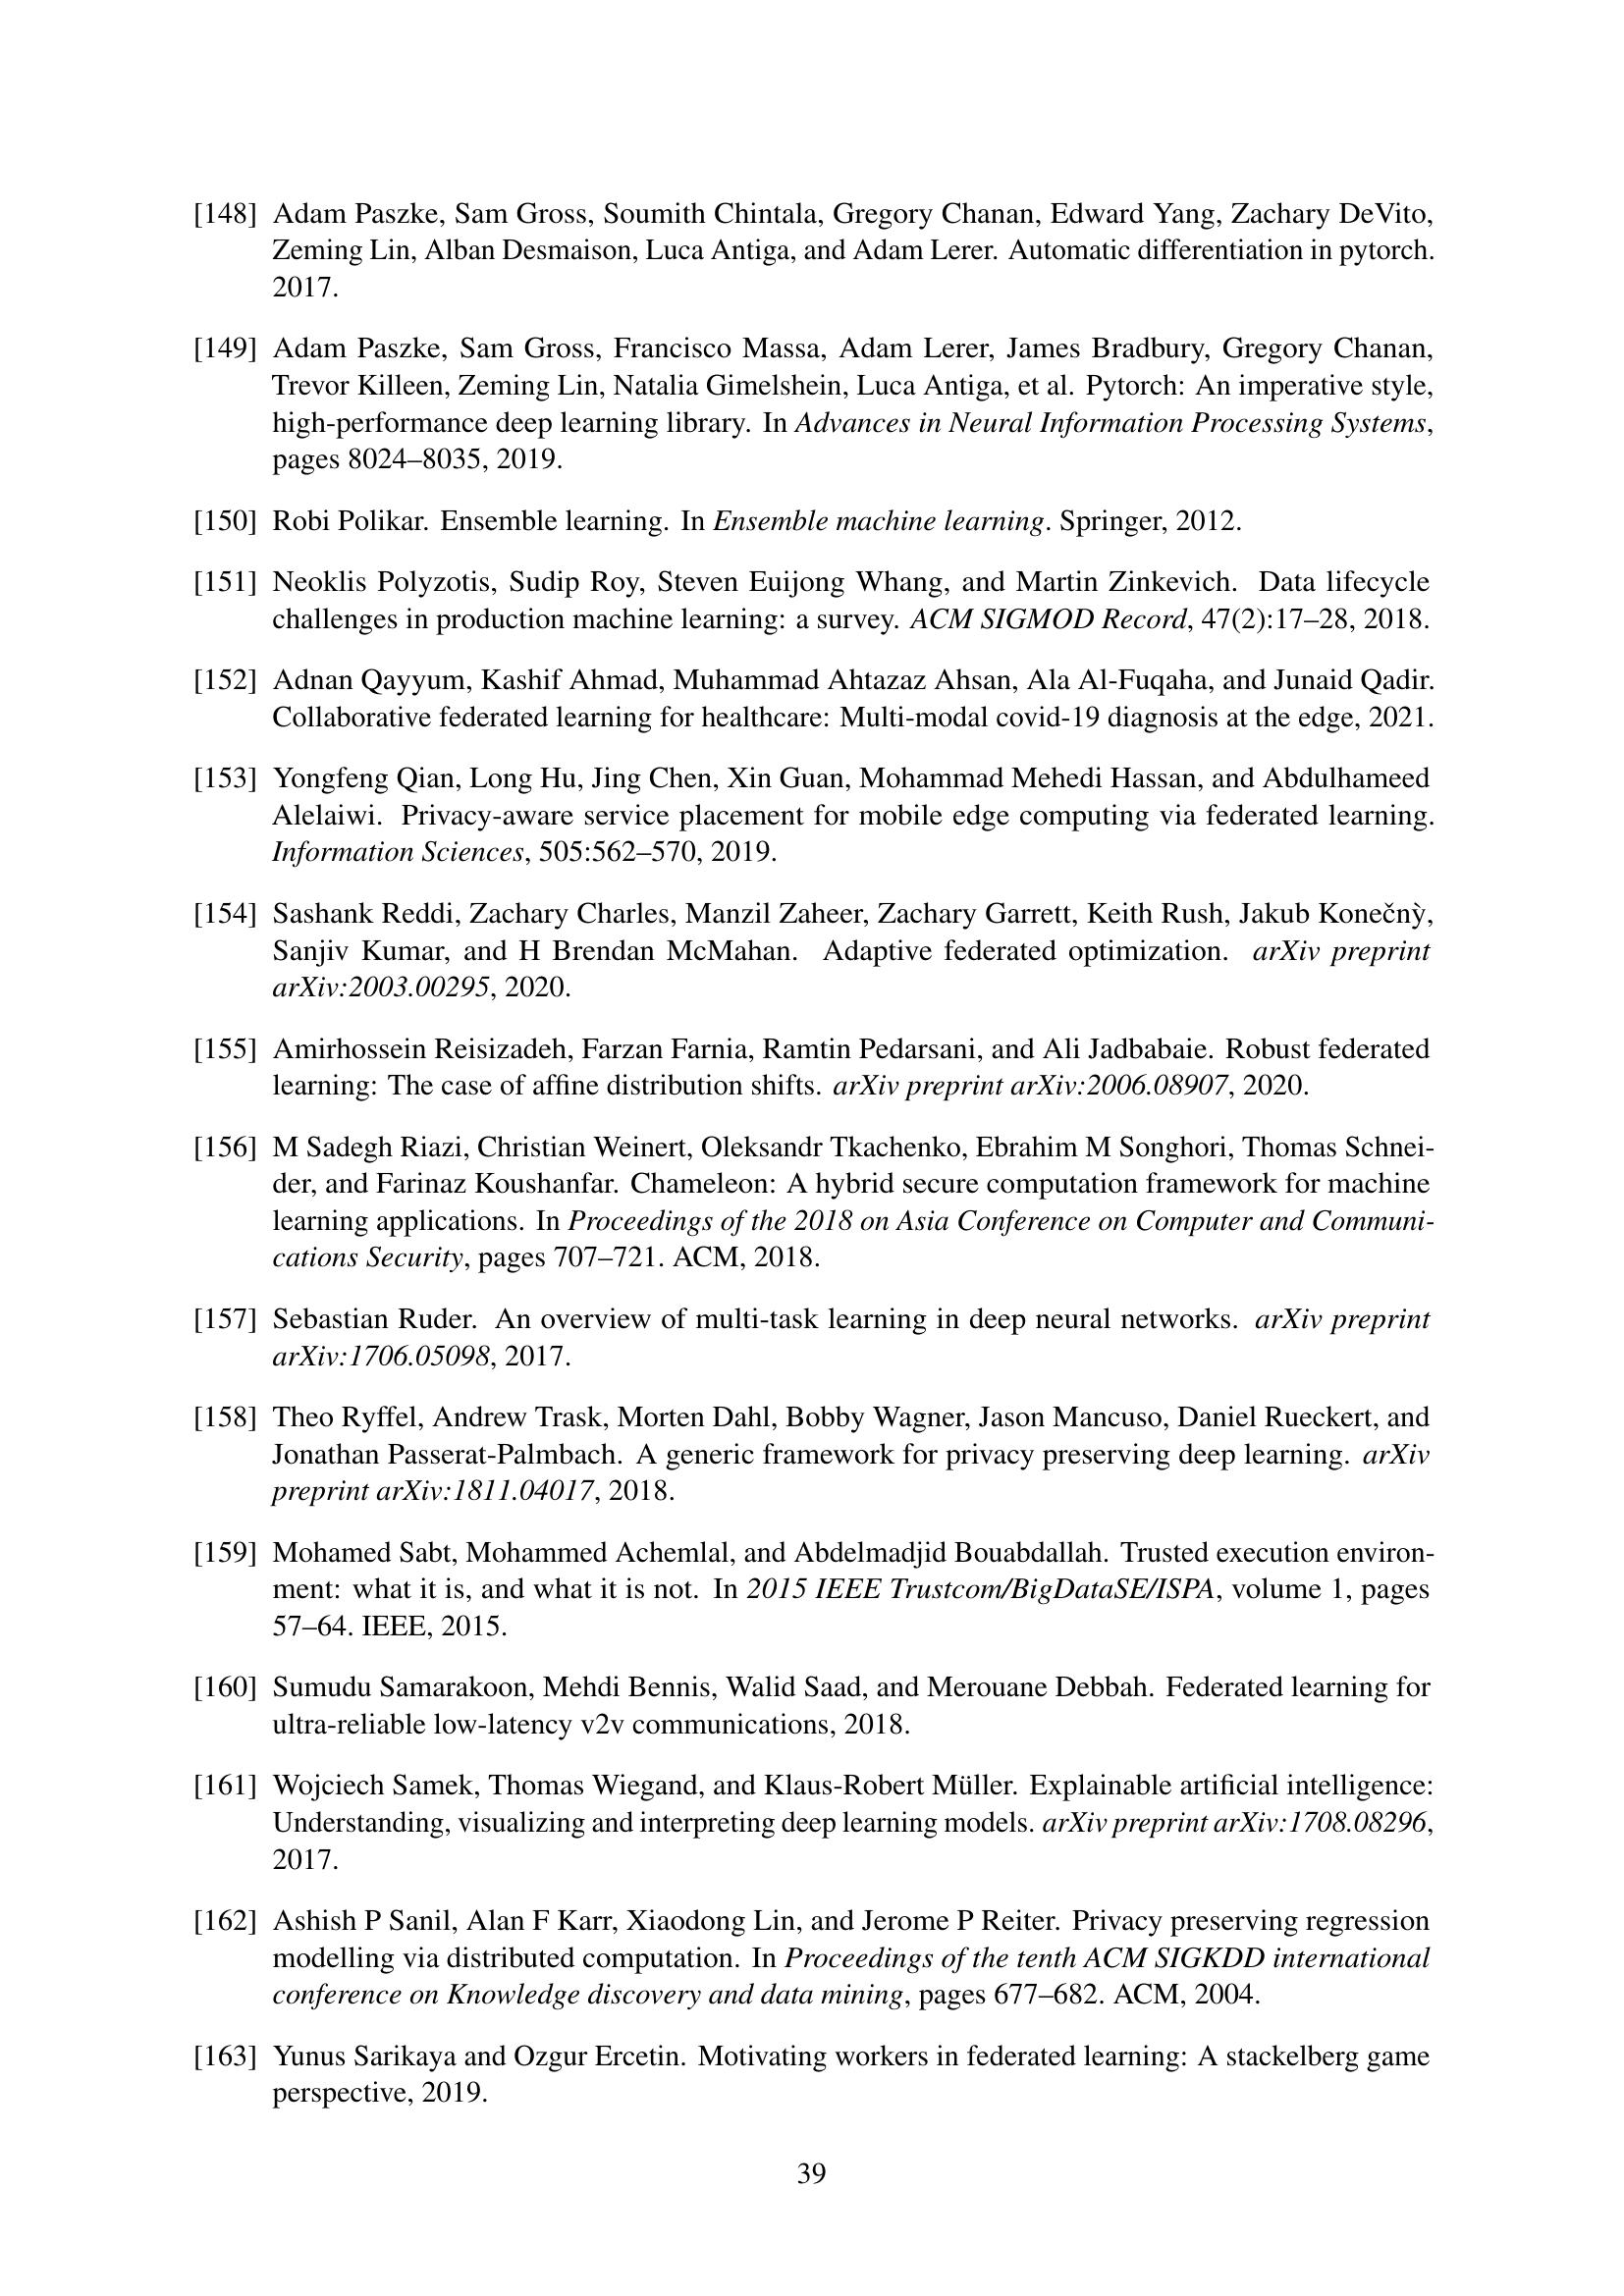 [148] Adam Paszke, Sam Gross, Soumith Chintala, Gregory Chanan, Edward Yang, Zachary DeVito,
Zeming Lin, Alban Desmaison, Luca Antiga, and Adam Lerer. Automatic differentiation in pytorch.
2017.
[149] Adam Paszke, Sam Gross, Francisco Massa, Adam Lerer, James Bradbury, Gregory Chanan,
Trevor Killeen, Zeming Lin, Natalia Gimelshein, Luca Antiga, et al. Pytorch: An imperative style,
high-performance deep learning library. In Advances in Neural Information Processing Systems,
pages 8024–8035, 2019.
[150] Robi Polikar. Ensemble learning. In Ensemble machine learning. Springer, 2012.
[151] Neoklis Polyzotis, Sudip Roy, Steven Euijong Whang, and Martin Zinkevich. Data lifecycle
challenges in production machine learning: a survey. ACM SIGMOD Record, 47(2):17–28, 2018.
[152] Adnan Qayyum, Kashif Ahmad, Muhammad Ahtazaz Ahsan, Ala Al-Fuqaha, and Junaid Qadir.
Collaborative federated learning for healthcare: Multi-modal covid-19 diagnosis at the edge, 2021.
[153] Yongfeng Qian, Long Hu, Jing Chen, Xin Guan, Mohammad Mehedi Hassan, and Abdulhameed
Alelaiwi. Privacy-aware service placement for mobile edge computing via federated learning.
Information Sciences, 505:562–570, 2019.
[154] Sashank Reddi, Zachary Charles, Manzil Zaheer, Zachary Garrett, Keith Rush, Jakub Konečnỳ,
Sanjiv Kumar, and H Brendan McMahan. Adaptive federated optimization. arXiv preprint
arXiv:2003.00295, 2020.
[155] Amirhossein Reisizadeh, Farzan Farnia, Ramtin Pedarsani, and Ali Jadbabaie. Robust federated
learning: The case of affine distribution shifts. arXiv preprint arXiv:2006.08907, 2020.
[156] M Sadegh Riazi, Christian Weinert, Oleksandr Tkachenko, Ebrahim M Songhori, Thomas Schnei-
der, and Farinaz Koushanfar. Chameleon: A hybrid secure computation framework for machine
learning applications. In Proceedings of the 2018 on Asia Conference on Computer and Communi-
cations Security, pages 707–721. ACM, 2018.
[157] Sebastian Ruder. An overview of multi-task learning in deep neural networks. arXiv preprint
arXiv:1706.05098, 2017.
[158] Theo Ryffel, Andrew Trask, Morten Dahl, Bobby Wagner, Jason Mancuso, Daniel Rueckert, and
Jonathan Passerat-Palmbach. A generic framework for privacy preserving deep learning. arXiv
preprint arXiv:1811.04017, 2018.
[159] Mohamed Sabt, Mohammed Achemlal, and Abdelmadjid Bouabdallah. Trusted execution environ-
ment: what it is, and what it is not. In 2015 IEEE Trustcom/BigDataSE/ISPA, volume 1, pages
57–64. IEEE, 2015.
[160] Sumudu Samarakoon, Mehdi Bennis, Walid Saad, and Merouane Debbah. Federated learning for
ultra-reliable low-latency v2v communications, 2018.
[161] Wojciech Samek, Thomas Wiegand, and Klaus-Robert Müller. Explainable artificial intelligence:
Understanding, visualizing and interpreting deep learning models. arXiv preprint arXiv:1708.08296,
2017.
[162] Ashish P Sanil, Alan F Karr, Xiaodong Lin, and Jerome P Reiter. Privacy preserving regression
modelling via distributed computation. In Proceedings of the tenth ACM SIGKDD international
conference on Knowledge discovery and data mining, pages 677–682. ACM, 2004.
[163] Yunus Sarikaya and Ozgur Ercetin. Motivating workers in federated learning: A stackelberg game
perspective, 2019.
39